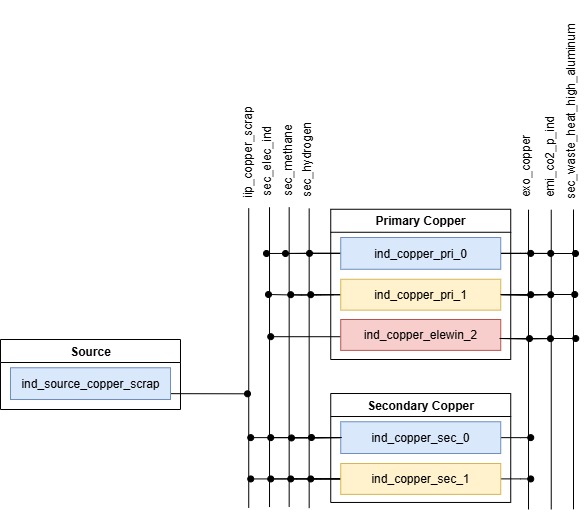 iip_copper_scrap
sec_elec_ind
sec_methane
sec_hydrogen
exo_copper
emi_co2_p_ind
sec_waste_heat_high_aluminum
Primary Copper
ind_copper_pri_0
ind_copper_pri_1
ind_copper_elewin_2
Source
ind_source_copper_scrap
Secondary Copper
ind_copper_sec_0
ind_copper_sec_1